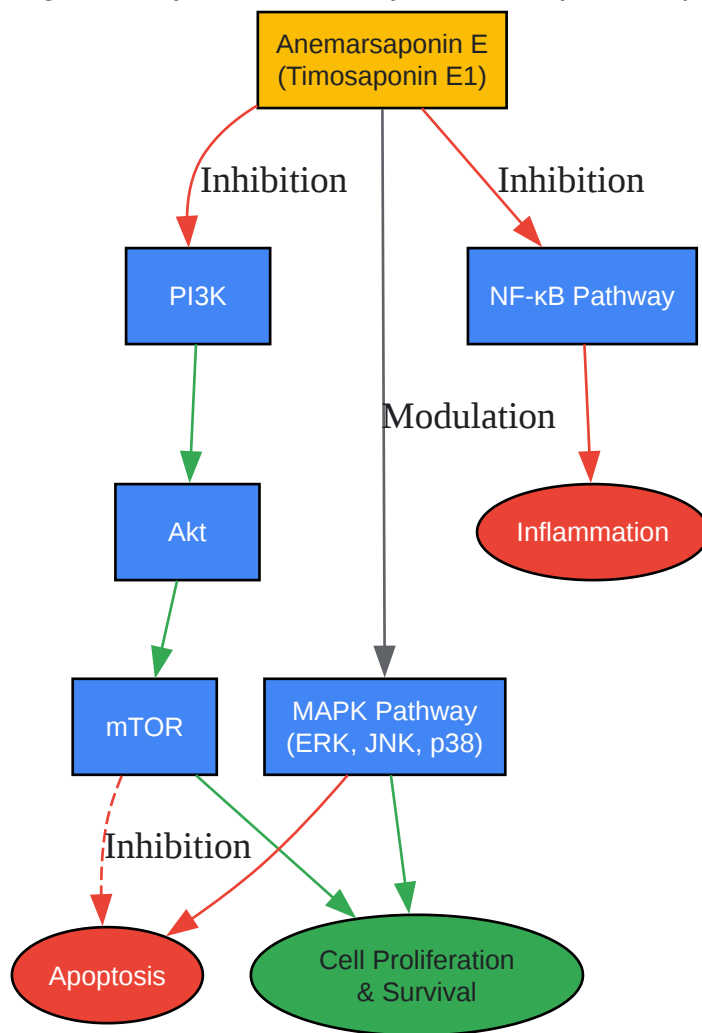 Anemarsaponin E
(Timosaponin E1)
Inhibition
Inhibition
PI3K
NF-κB Pathway
Modulation
Akt
Inflammation
mTOR
MAPK Pathway
(ERK, JNK, p38)
Inhibition
Apoptosis
Cell Proliferation
& Survival